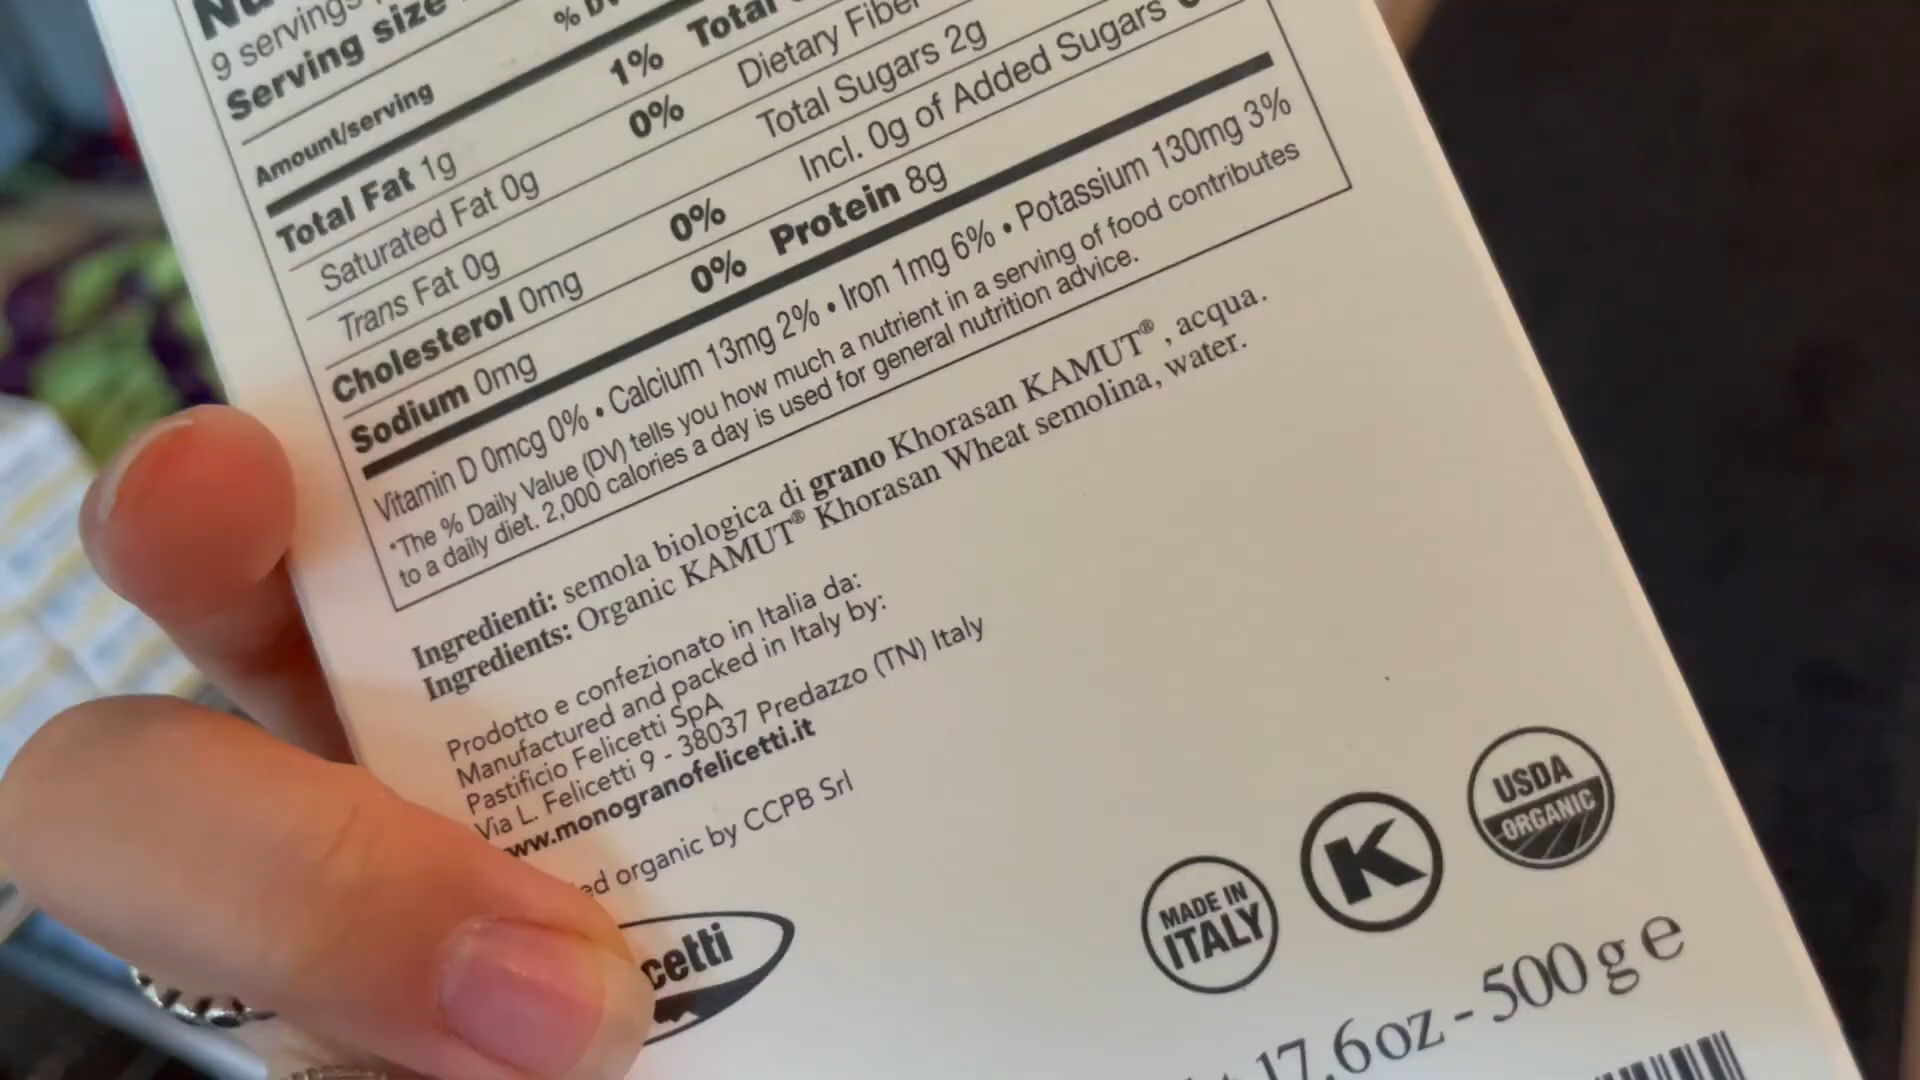 9 servings
Serving size
Amount/serving
Total Fat 1g 1%
Saturated Fat 0g 0%
Trans Fat 0g
Cholesterol 0mg 0%
Sodium 0mg 0%
Total
Dietary Fiber
Total Sugars 2g
Incl. 0g of Added Sugars
Protein 8g
Vitamin D 0mcg 0% • Calcium 13mg 2% • Iron 1mg 6% • Potassium 130mg 3%
*The % Daily Value (DV) tells you how much a nutrient in a serving of food contributes
to a daily diet. 2,000 calories a day is used for general nutrition advice.
Ingredienti: semola biologica di grano Khorasan KAMUT®, acqua.
Ingredients: Organic KAMUT® Khorasan Wheat semolina, water.
Prodotto e confezionato in Italia da:
Manufactured and packed in Italy by:
Pastificio Felicetti SpA
Via L. Felicetti 9 - 38037 Predazzo (TN) Italy
www.monogranofelicetti.it
organic by CCPB Srl
cetti
MADE IN
ITALY
K
USDA
ORGANIC
17.6oz - 500 g e